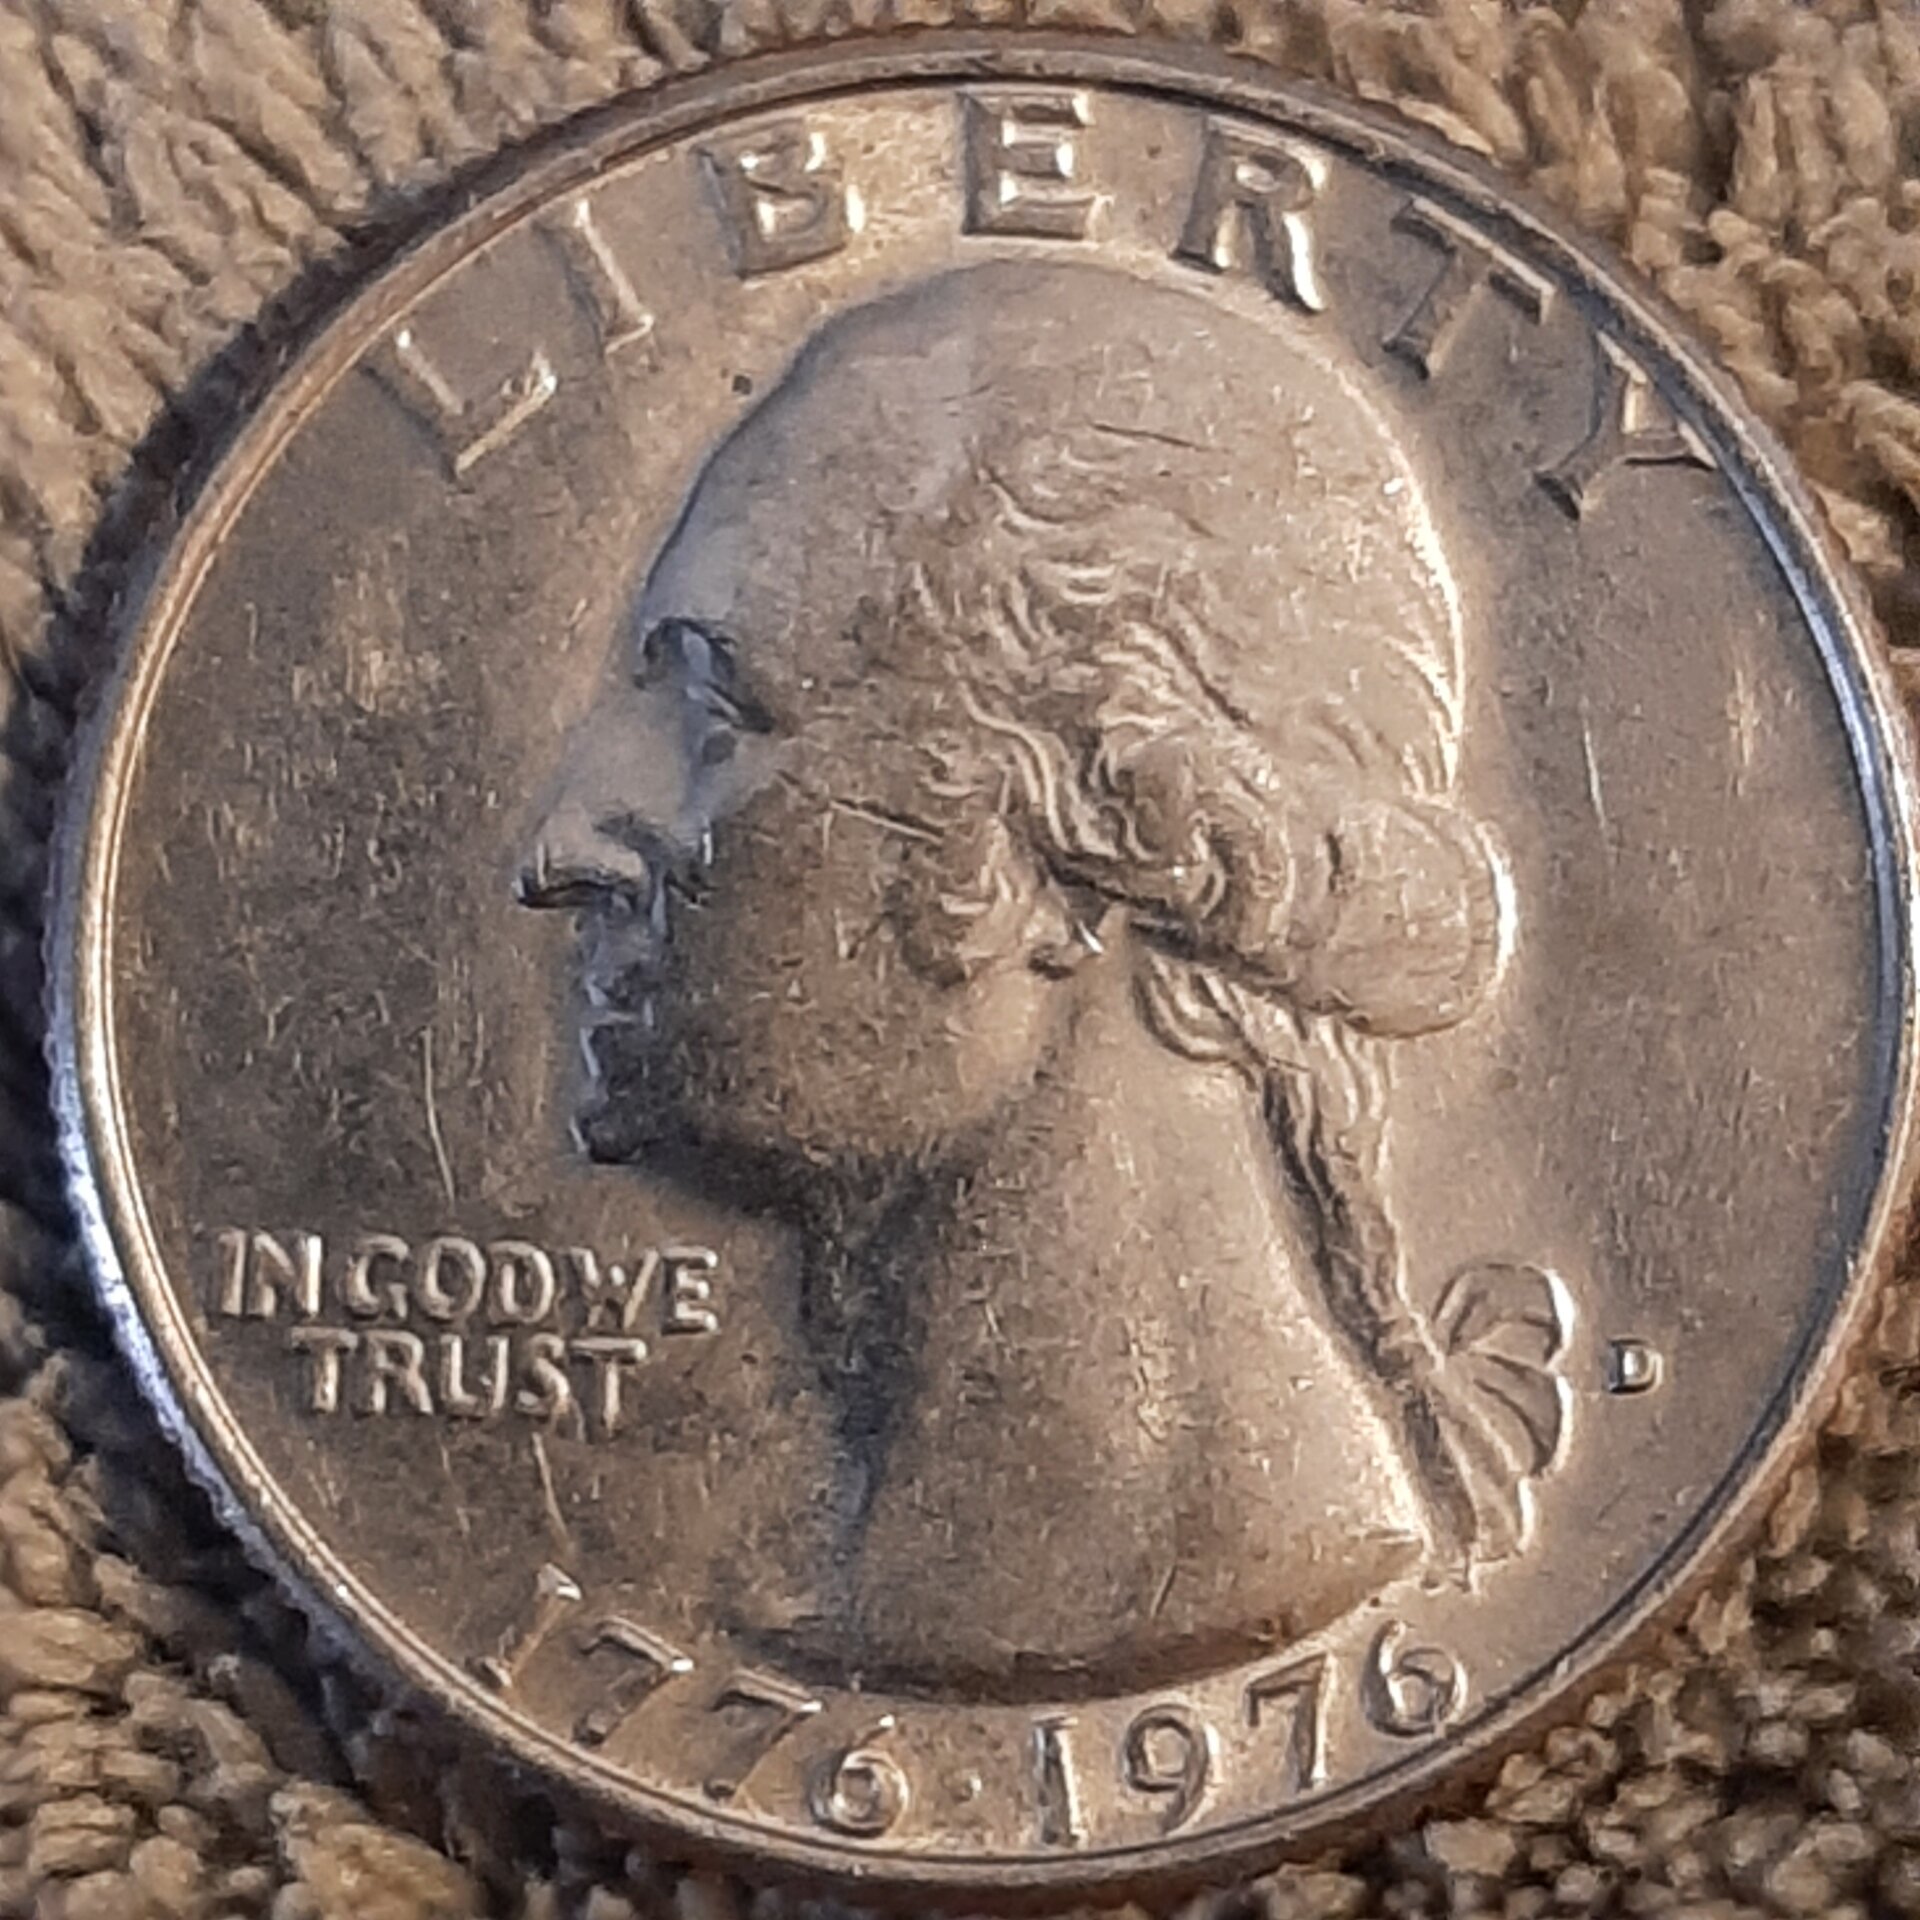 LIBERTY
IN GOD WE
TRUST
D
1776·1976